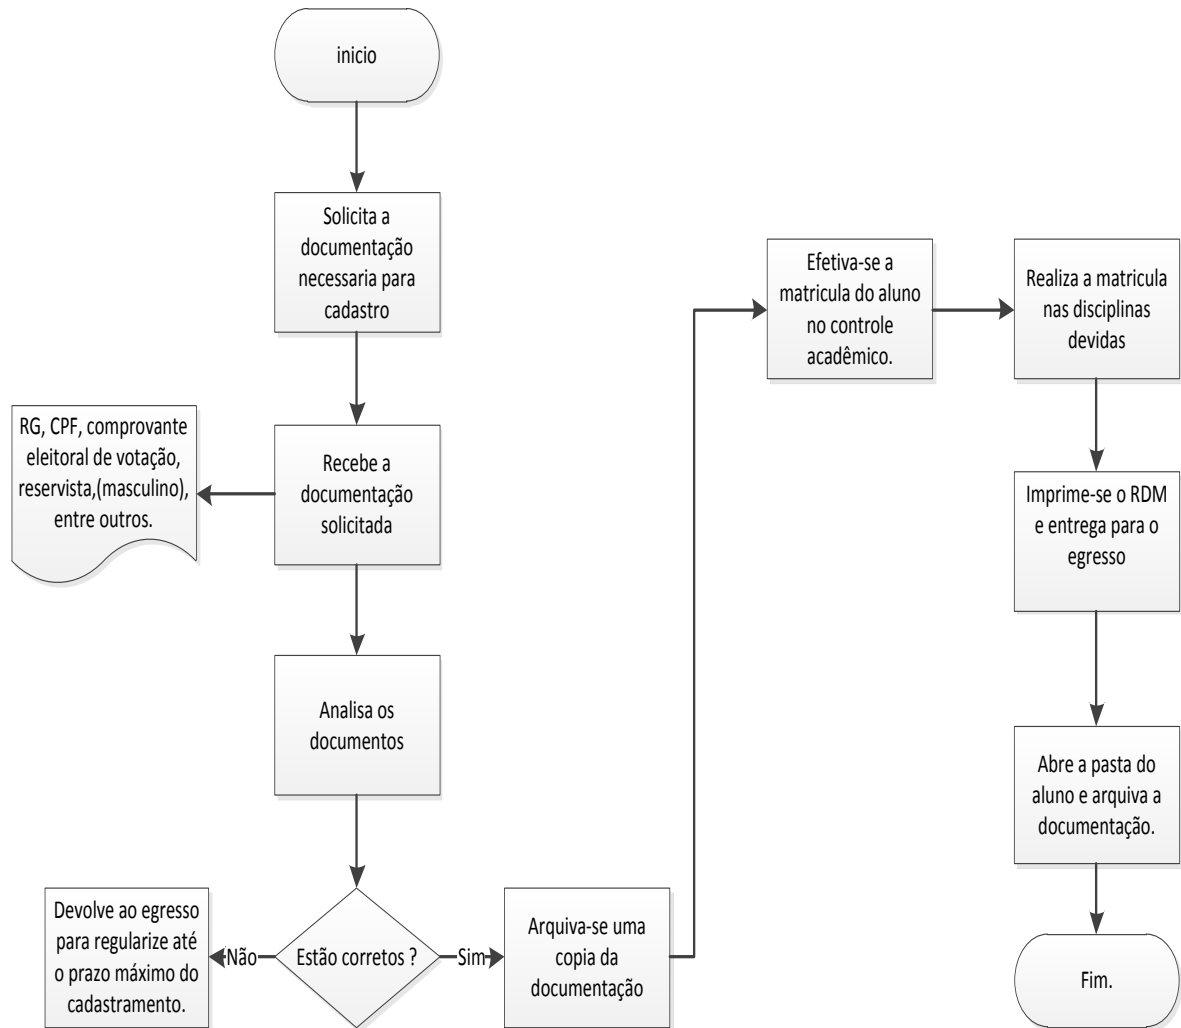 inicio
Solicita a
documentação
necessaria para
cadastro
RG, CPF, comprovante
eleitoral de votação,
reservista,(masculino),
entre outros.
Recebe a
documentação
solicitada
Analisa os
documentos
Devolve ao egresso
para regularize até
o prazo máximo do
cadastramento.
Não
Estão corretos ?
Sim
Arquiva-se uma
copia da
documentação
Efetiva-se a
matricula do aluno
no controle
acadêmico.
Realiza a matricula
nas disciplinas
devidas
Imprime-se o RDM
e entrega para o
egresso
Abre a pasta do
aluno e arquiva a
documentação.
Fim.